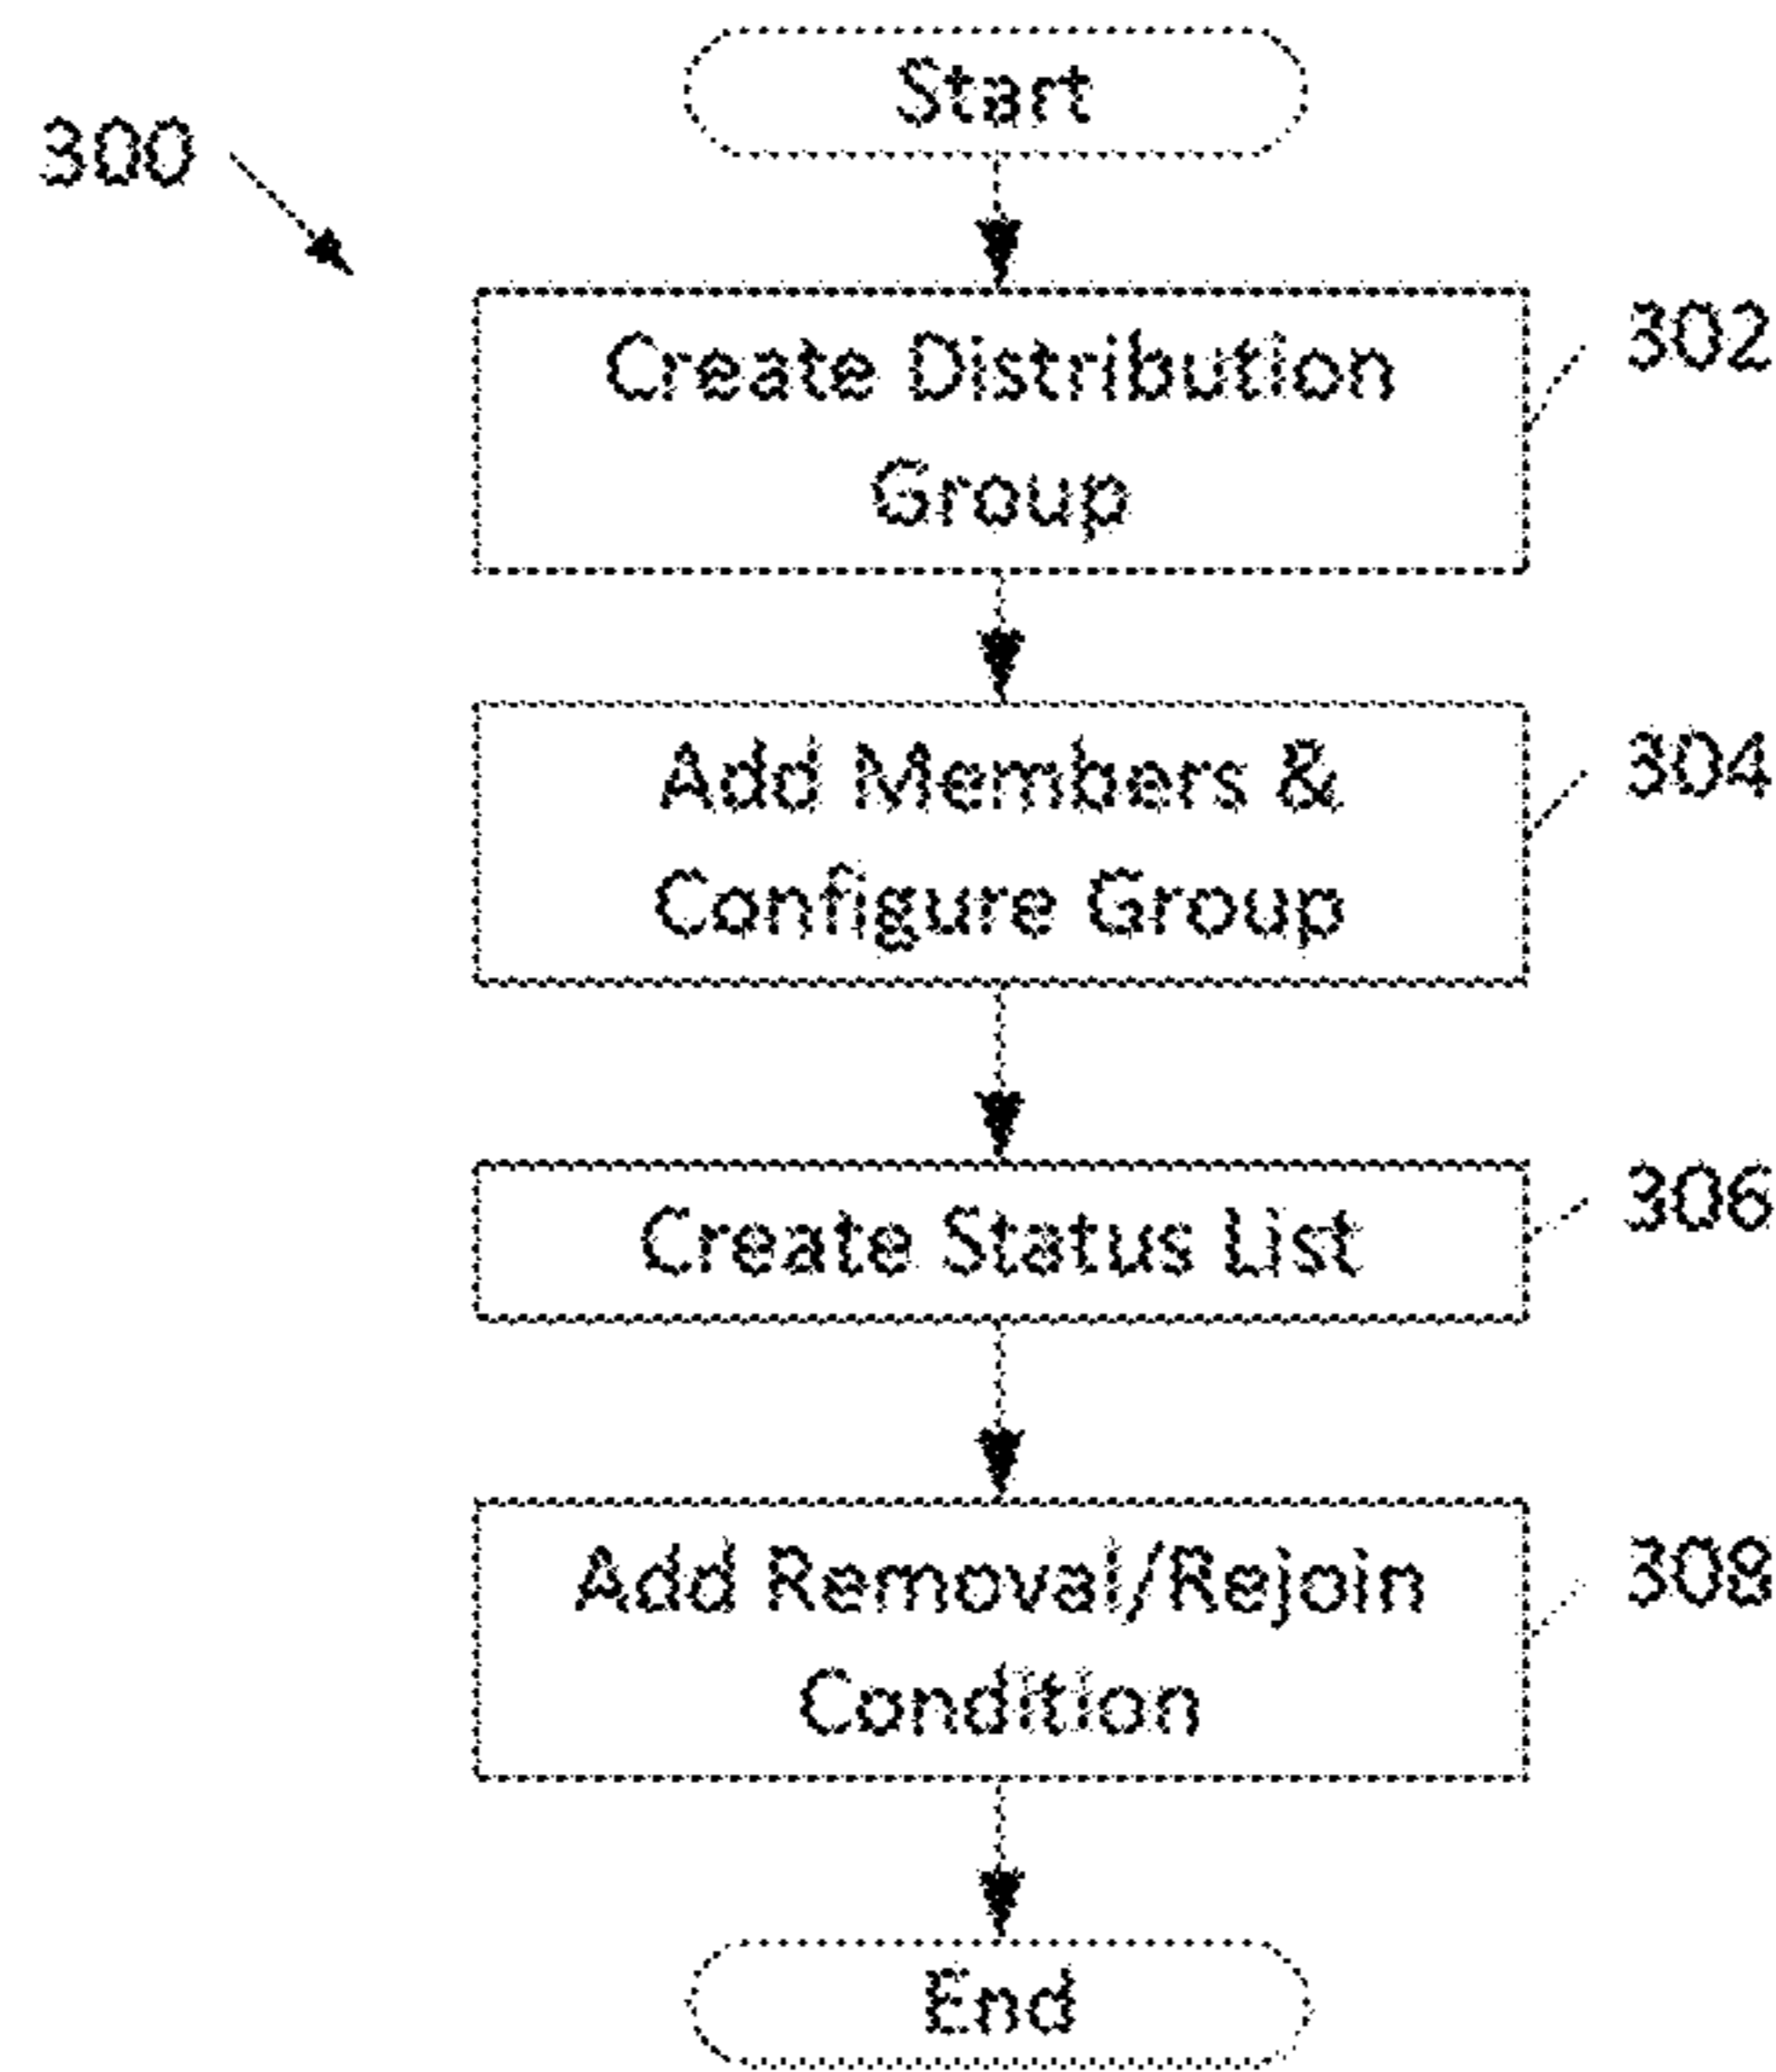 Start
300
Create Distribution
Group
302
Add Members &
Configure Group
304
Create Status List
306
Add Removal/Rejoin
Condition
308
End